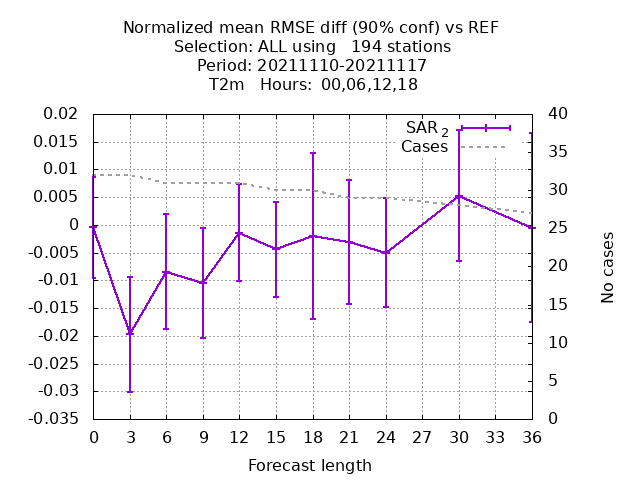 Normalized mean RMSE diff (90% conf) vs REF
Selection: ALL using 194 stations
Period: 20211110-20211117
T2m Hours: 00,06,12,18
SAR 2
Cases
0.02
0.015
0.01
0.005
0
-0.005
-0.01
-0.015
-0.02
-0.025
-0.03
-0.035
40
35
30
25
20
15
10
5
0
No cases
0 3 6 9 12 15 18 21 24 27 30 33 36
Forecast length